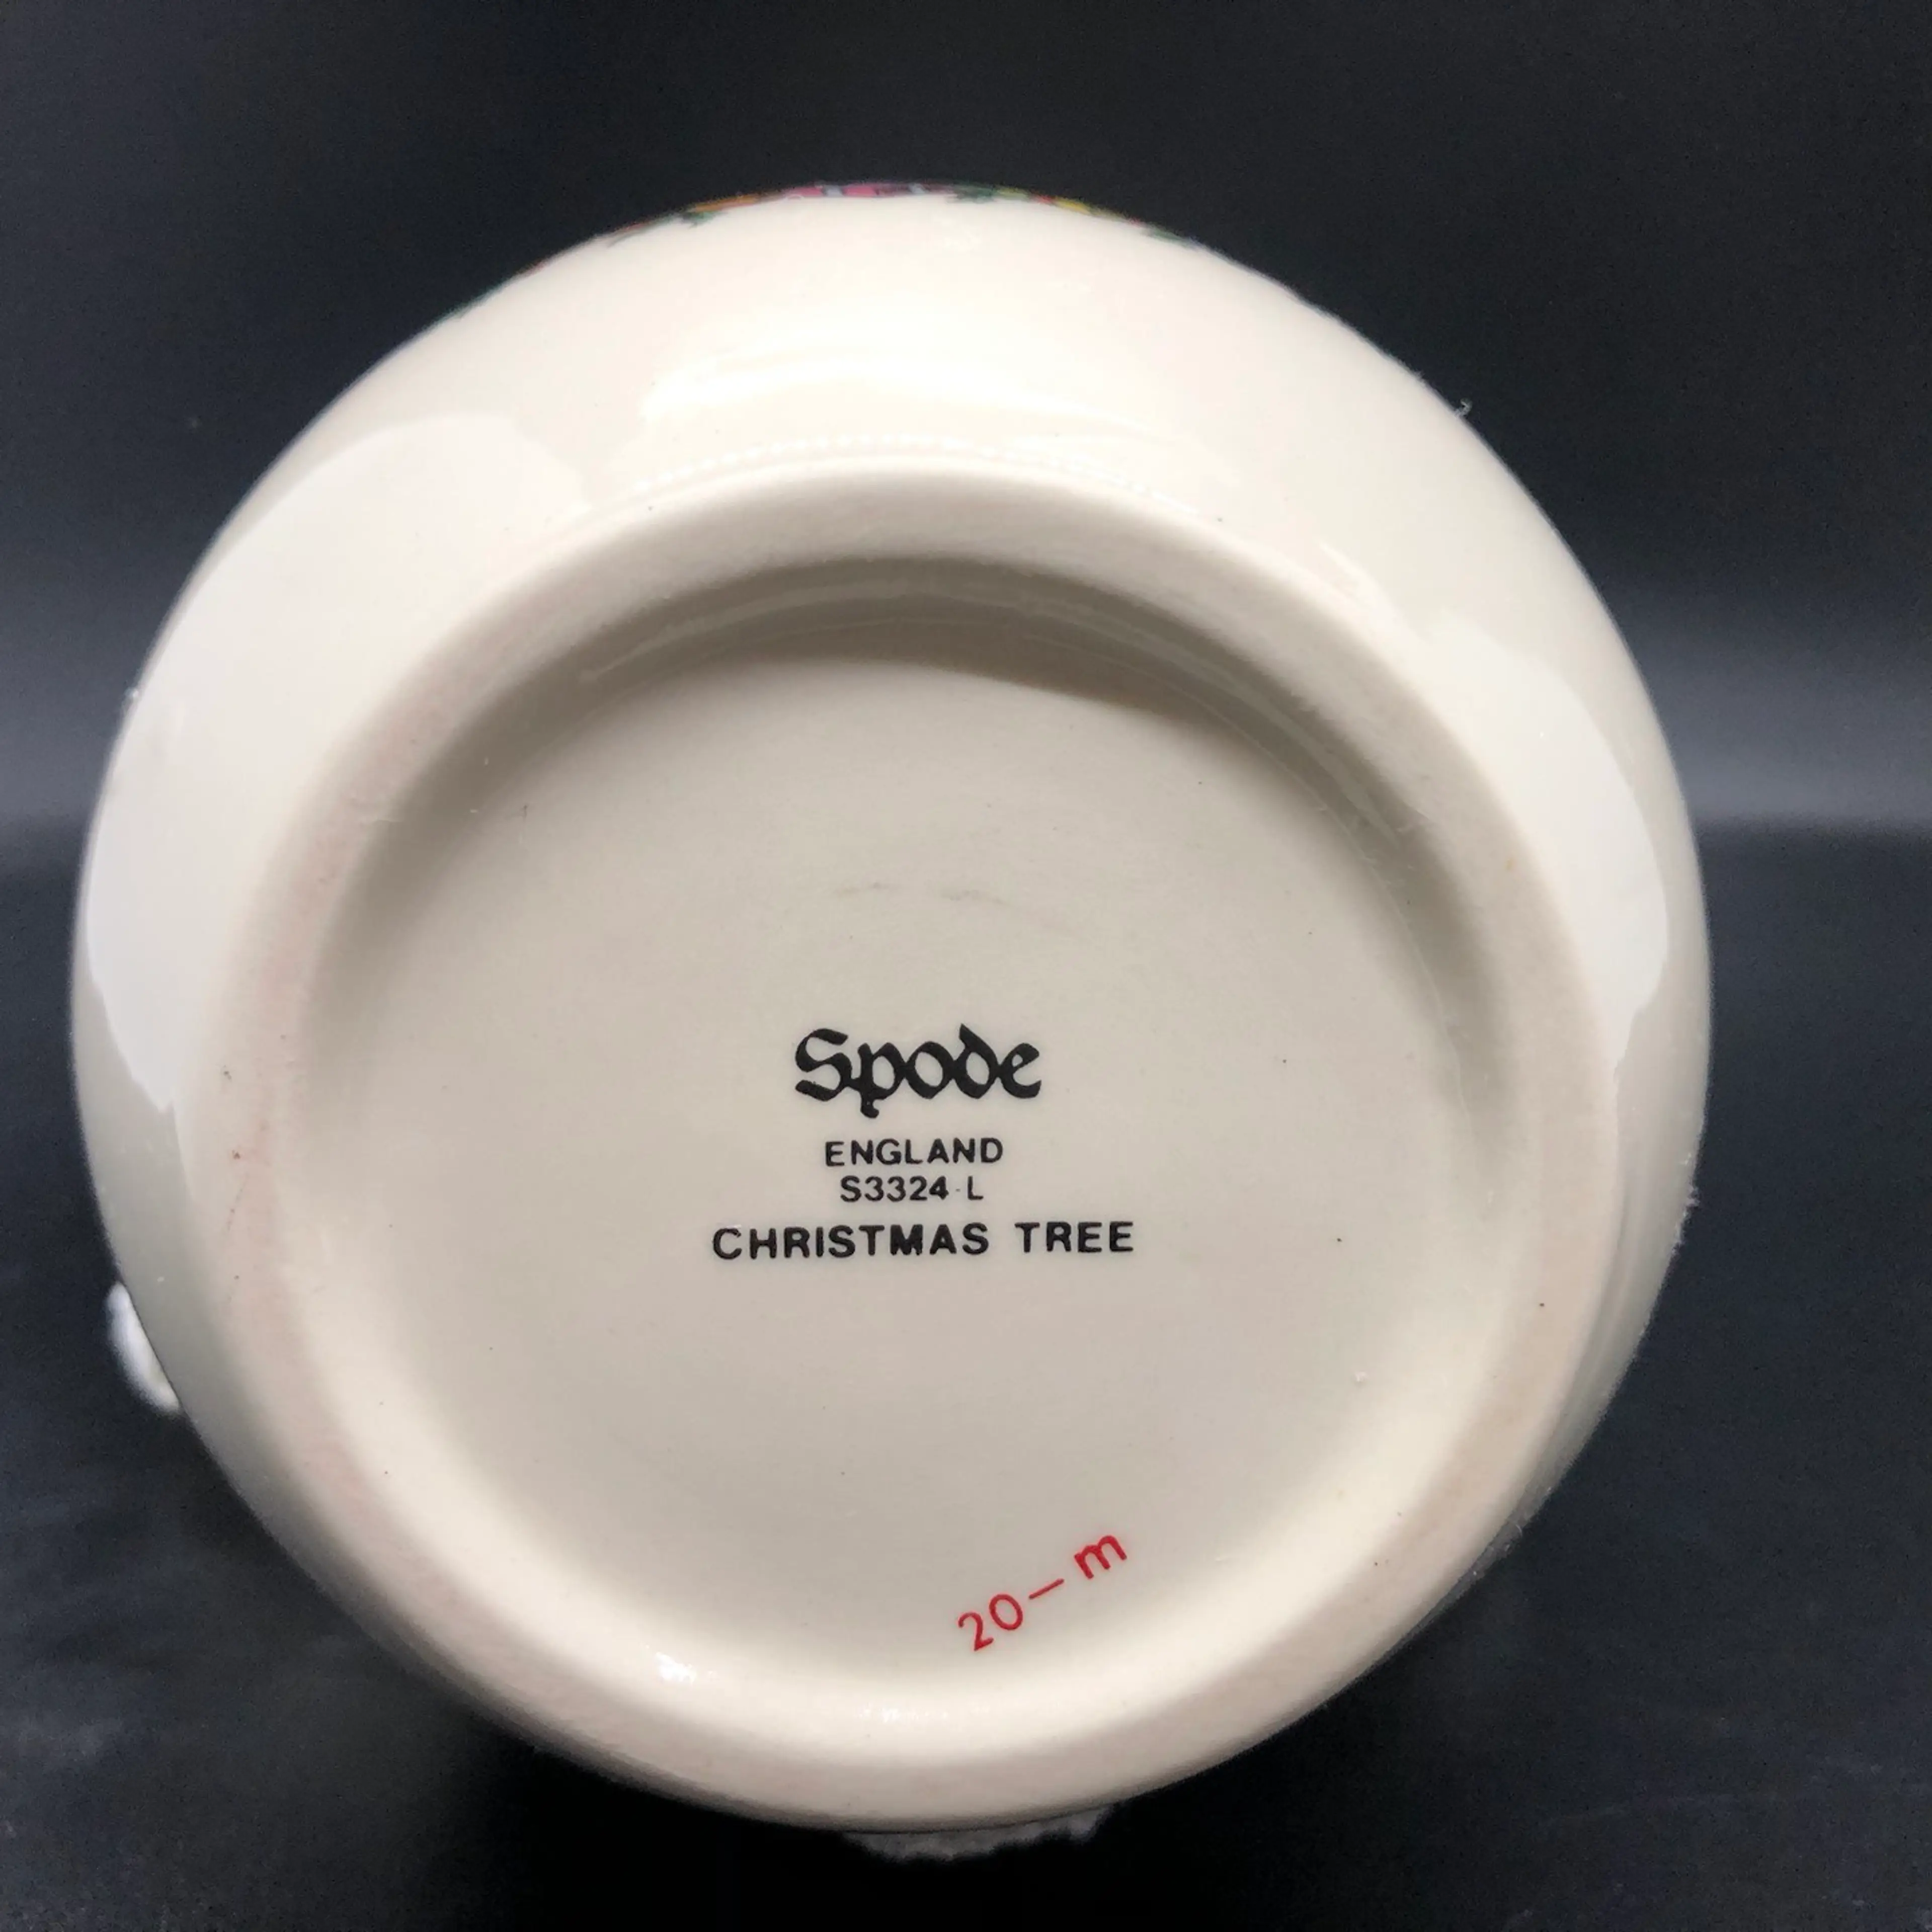 Spode
ENGLAND
S3324-L
CHRISTMAS TREE
20-m